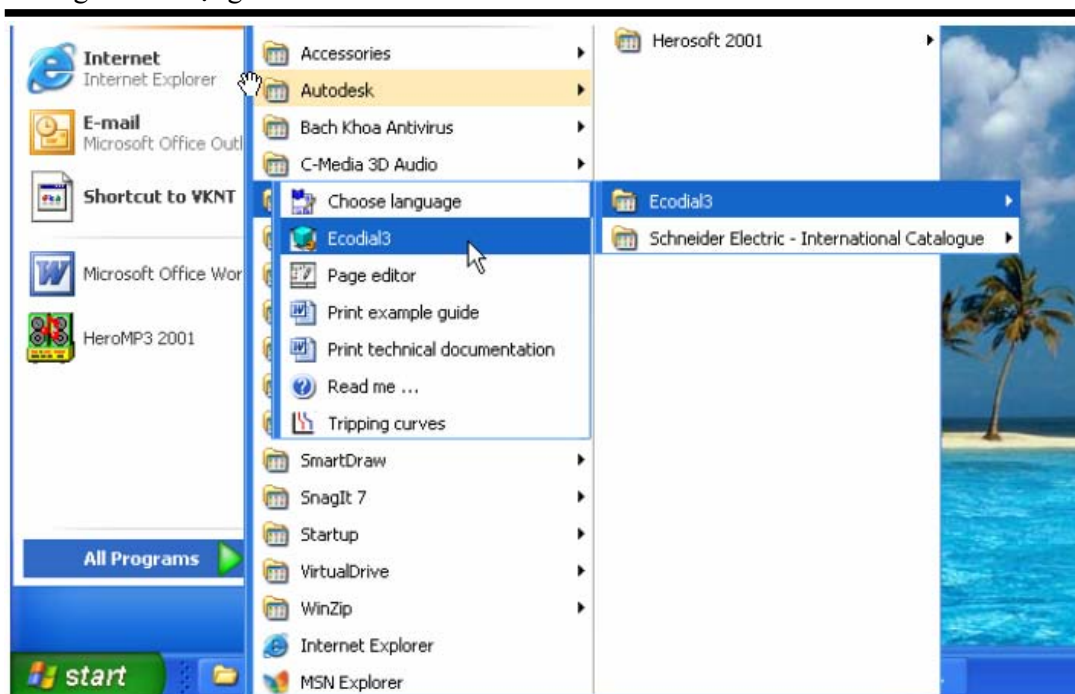 Internet
Internet Explorer
E-mail
Microsoft Office Outl
Shortcut to VKNT
Microsoft Office Wor
HeroMP3 2001
All Programs
start
Accessories
Autodesk
Bach Khoa Antivirus
C-Media 3D Audio
SmartDraw
SnagIt 7
Startup
VirtualDrive
WinZip
Internet Explorer
MSN Explorer
Choose language
Ecodial3
Page editor
Print example guide
Print technical documentation
Read me ...
Tripping curves
Herosoft 2001
Ecodial3
Schneider Electric - International Catalogue